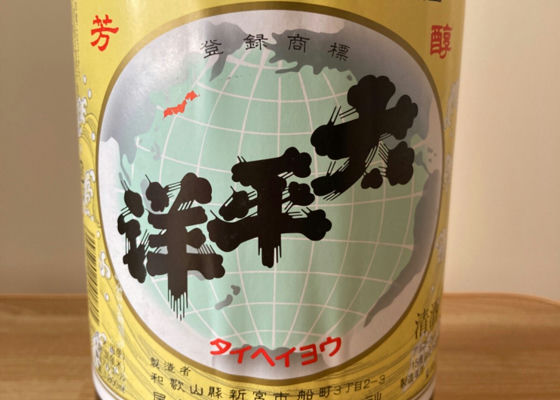 芳 醇
登録商標
太平洋
タイヘイヨウ
製造者
和歌山縣新宮市船町3丁目2-3
清酒